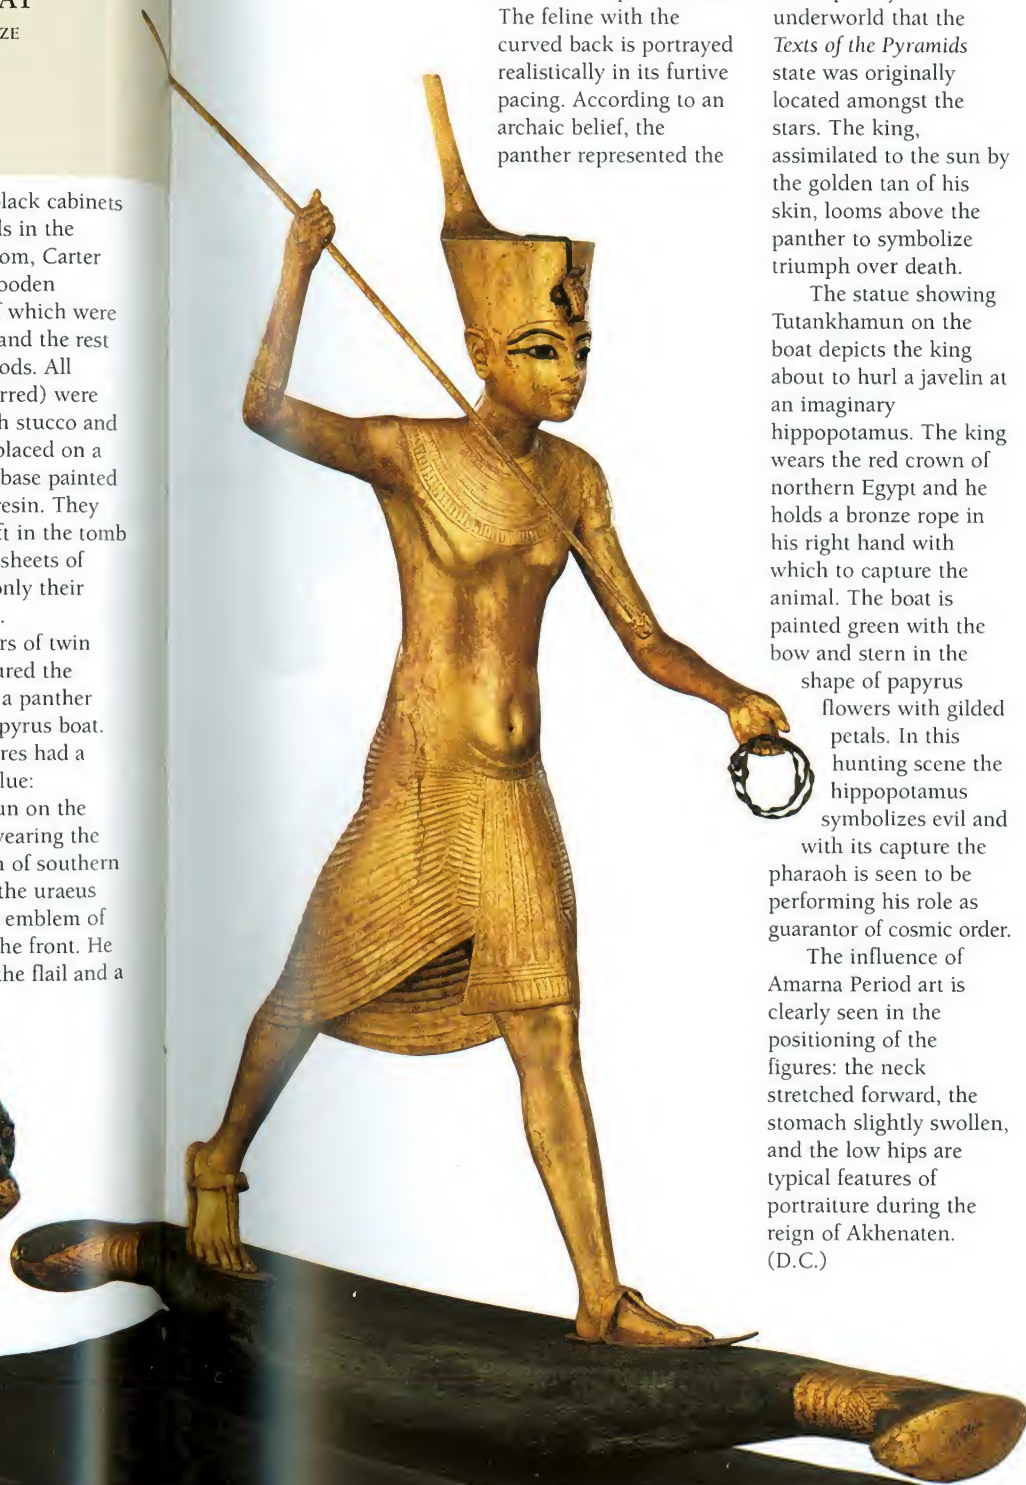 AT
ZE
lack cabinets
ls in the
om, Carter
ooden
which were
and the rest
ods. All
rred) were
h stucco and
placed on a
base painted
resin. They
ft in the tomb
sheets of
only their
.
rs of twin
ured the
a panther
pyrus boat.
res had a
lue:
un on the
wearing the
n of southern
the uraeus
emblem of
he front. He
the flail and a
The feline with the
curved back is portrayed
realistically in its furtive
pacing. According to an
archaic belief, the
panther represented the
underworld that the
Texts of the Pyramids
state was originally
located amongst the
stars. The king,
assimilated to the sun by
the golden tan of his
skin, looms above the
panther to symbolize
triumph over death.
The statue showing
Tutankhamun on the
boat depicts the king
about to hurl a javelin at
an imaginary
hippopotamus. The king
wears the red crown of
northern Egypt and he
holds a bronze rope in
his right hand with
which to capture the
animal. The boat is
painted green with the
bow and stern in the
shape of papyrus
flowers with gilded
petals. In this
hunting scene the
hippopotamus
symbolizes evil and
with its capture the
pharaoh is seen to be
performing his role as
guarantor of cosmic order.
The influence of
Amarna Period art is
clearly seen in the
positioning of the
figures: the neck
stretched forward, the
stomach slightly swollen,
and the low hips are
typical features of
portraiture during the
reign of Akhenaten.
(D.C.)